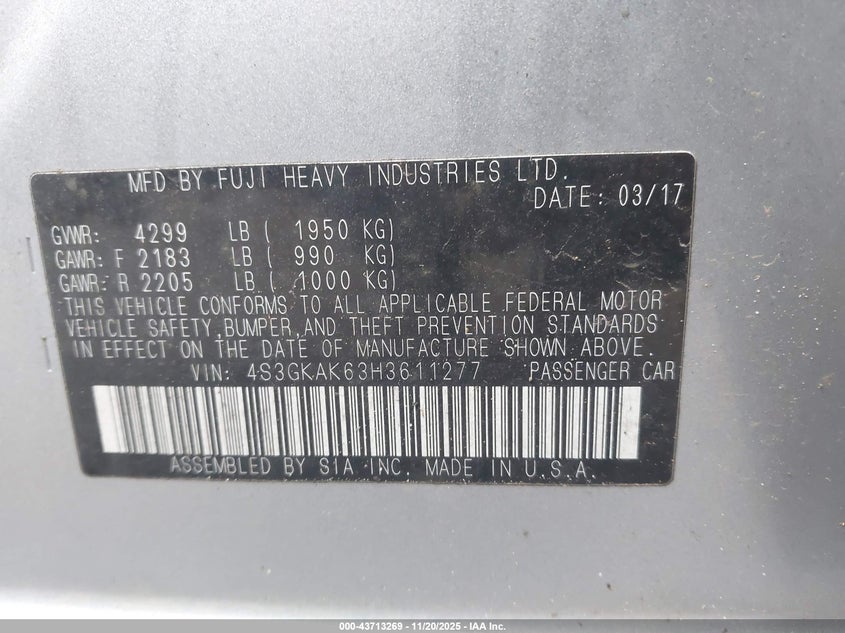 MFD BY FUJI HEAVY INDUSTRIES LTD.
DATE: 03/17
GVWR: 4299 LB ( 1950 KG)
GAWR: F 2183 LB ( 990 KG)
GAWR: R 2205 LB ( 1000 KG)
THIS VEHICLE CONFORMS TO ALL APPLICABLE FEDERAL MOTOR
VEHICLE SAFETY, BUMPER, AND THEFT PREVENTION STANDARDS
IN EFFECT ON THE DATE OF MANUFACTURE SHOWN ABOVE.
VIN: 4S3GKAK63H3611277 PASSENGER CAR
ASSEMBLED BY SIA INC. MADE IN U.S.A.
000-43713269 - 11/20/2025 - IAA Inc.